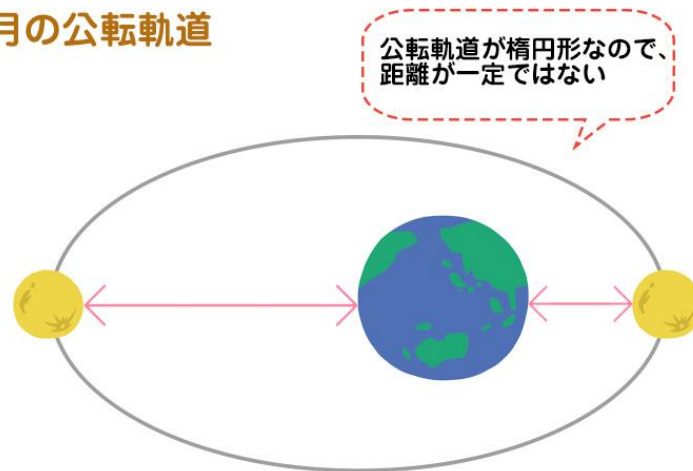 月の公転軌道
公転軌道が楕円形なので、
距離が一定ではない